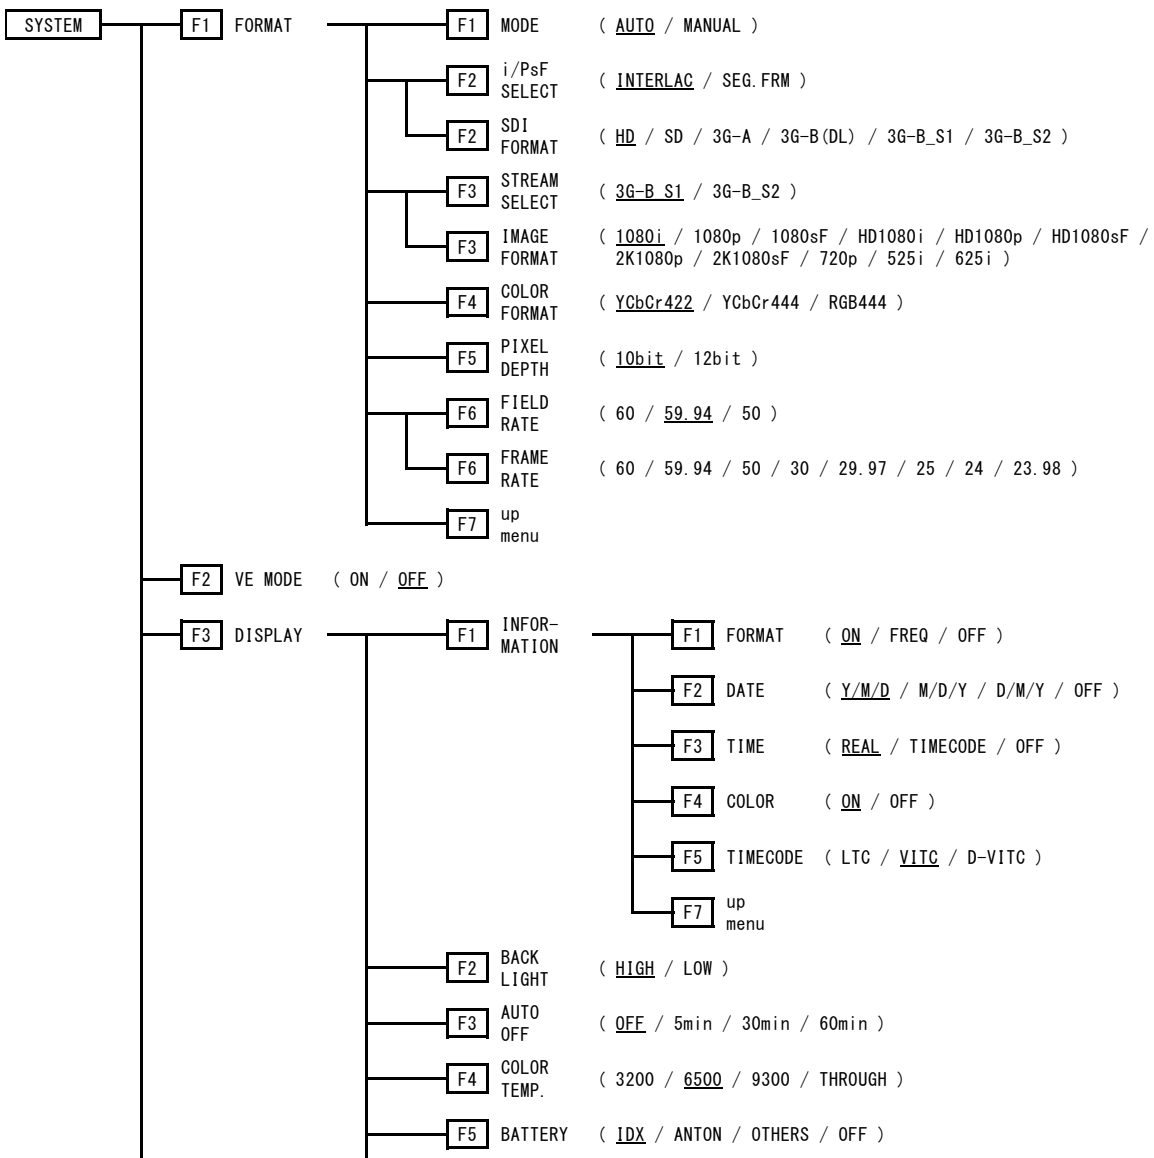 SYSTEM F1 FORMAT F1 MODE ( AUTO / MANUAL )
F2 i/PsF SELECT ( INTERLAC / SEG.FRM )
F2 SDI FORMAT ( HD / SD / 3G-A / 3G-B(DL) / 3G-B_S1 / 3G-B_S2 )
F3 STREAM SELECT ( 3G-B_S1 / 3G-B_S2 )
F3 IMAGE FORMAT ( 1080i / 1080p / 1080sF / HD1080i / HD1080p / HD1080sF /
2K1080p / 2K1080sF / 720p / 525i / 625i )
F4 COLOR FORMAT ( YCbCr422 / YCbCr444 / RGB444 )
F5 PIXEL DEPTH ( 10bit / 12bit )
F6 FIELD RATE ( 60 / 59.94 / 50 )
F6 FRAME RATE ( 60 / 59.94 / 50 / 30 / 29.97 / 25 / 24 / 23.98 )
F7 up menu
F2 VE MODE ( ON / OFF )
F3 DISPLAY F1 INFOR-MATION F1 FORMAT ( ON / FREQ / OFF )
F2 DATE ( Y/M/D / M/D/Y / D/M/Y / OFF )
F3 TIME ( REAL / TIMECODE / OFF )
F4 COLOR ( ON / OFF )
F5 TIMECODE ( LTC / VITC / D-VITC )
F7 up menu
F2 BACK LIGHT ( HIGH / LOW )
F3 AUTO OFF ( OFF / 5min / 30min / 60min )
F4 COLOR TEMP. ( 3200 / 6500 / 9300 / THROUGH )
F5 BATTERY ( IDX / ANTON / OTHERS / OFF )